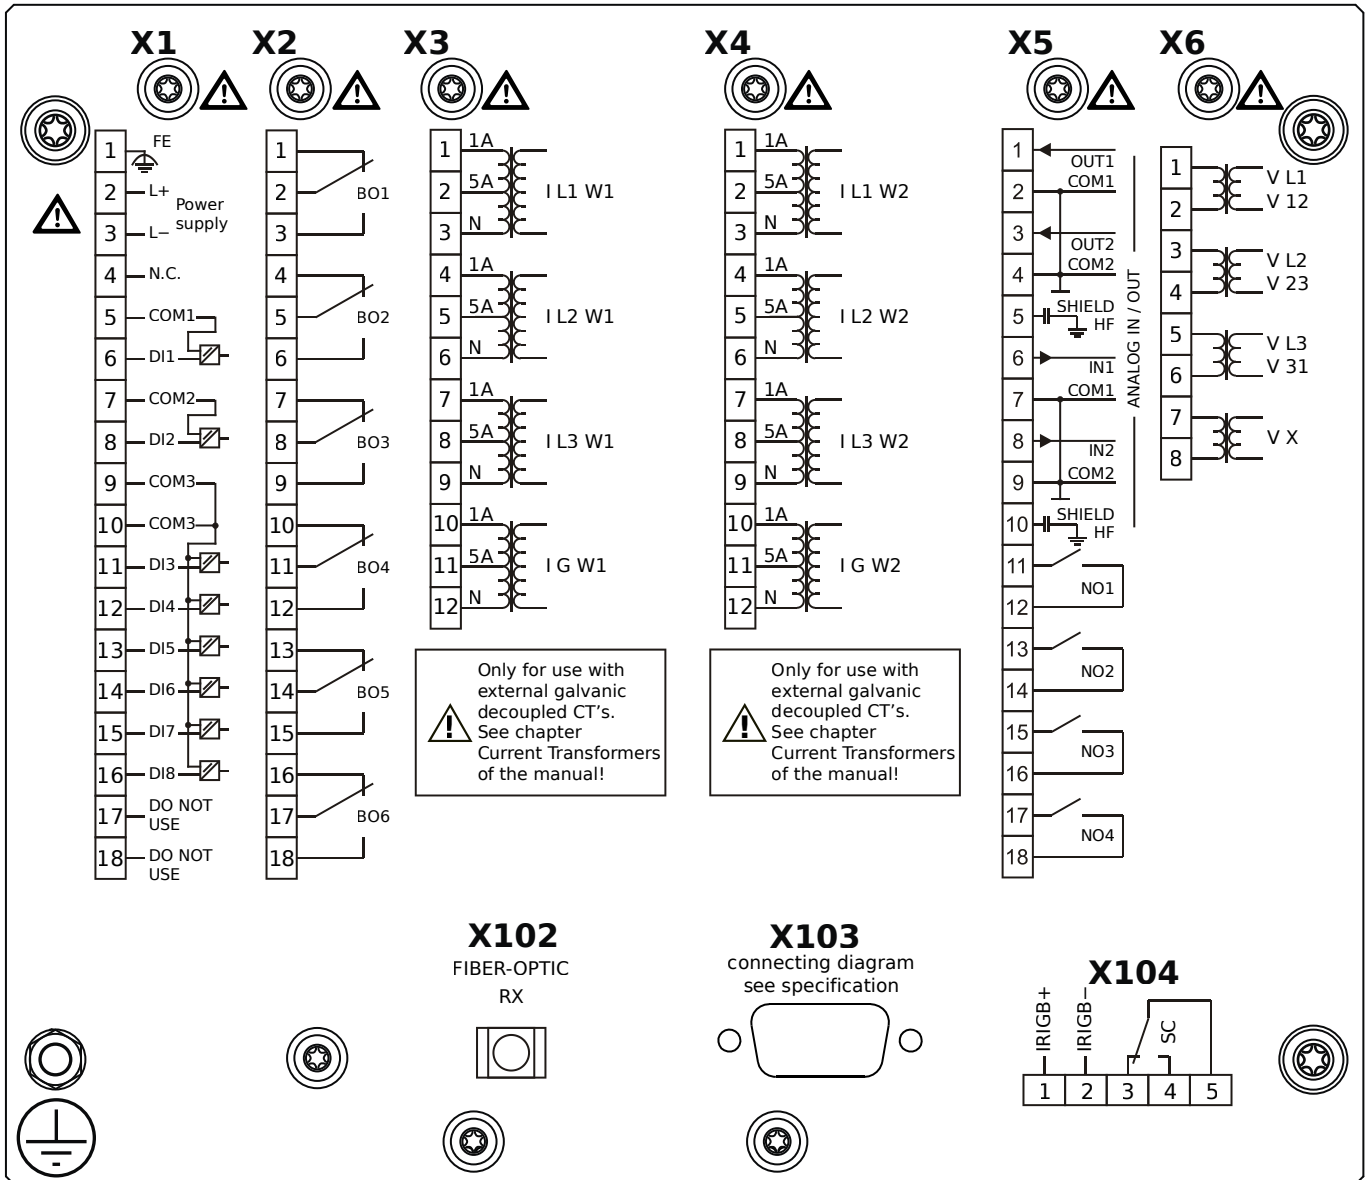 X1 X2 X3 X4 X5 X6
1 FE
2 L+
Power
supply
3 L−
4 N.C.
5 COM1
6 DI1
7 COM2
8 DI2
9 COM3
10 COM3
11 DI3
12 DI4
13 DI5
14 DI6
15 DI7
16 DI8
17 DO NOT
USE
18 DO NOT
USE
1
2 BO1
3
4
5 BO2
6
7
8 BO3
9
10
11 BO4
12
13
14 BO5
15
16
17 BO6
18
1 1A
2 5A I L1 W1
3 N
4 1A
5 5A I L2 W1
6 N
7 1A
8 5A I L3 W1
9 N
10 1A
11 5A I G W1
12 N
Only for use with
external galvanic
decoupled CT's.
See chapter
Current Transformers
of the manual!
1 1A
2 5A I L1 W2
3 N
4 1A
5 5A I L2 W2
6 N
7 1A
8 5A I L3 W2
9 N
10 1A
11 5A I G W2
12 N
Only for use with
external galvanic
decoupled CT's.
See chapter
Current Transformers
of the manual!
1 OUT1
2 COM1
3 OUT2
4 COM2
5 SHIELD
HF
6 IN1
7 COM1
8 IN2
9 COM2
10 SHIELD
HF
ANALOG IN / OUT
11
NO1
12
13
NO2
14
15
NO3
16
17
NO4
18
1 V L1
2 V 12
3 V L2
4 V 23
5 V L3
6 V 31
7
V X
8
X102
FIBER-OPTIC
RX
X103
connecting diagram
see specification
X104
IRIGB+
IRIGB−
SC
1 2 3 4 5